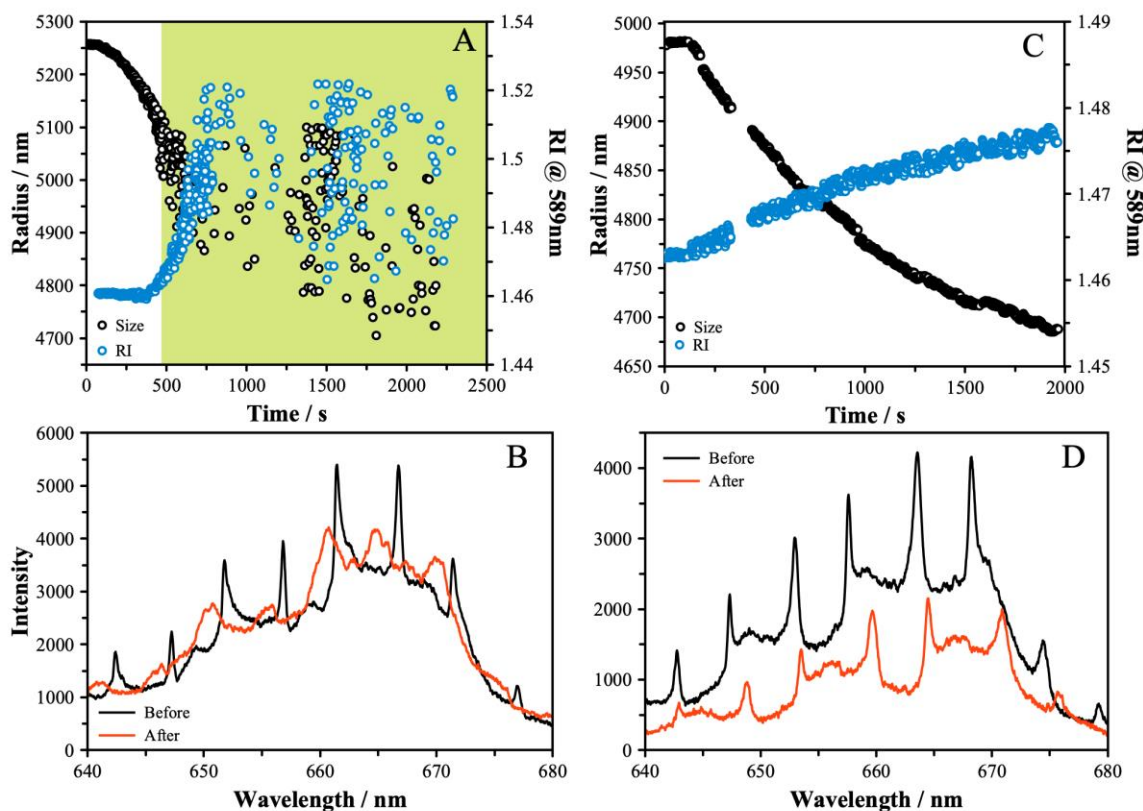 A
5300
5200
5100
5000
4900
4800
4700
Radius / nm
1.54
1.52
1.50
1.48
1.46
1.44
RI @ 589nm
Size
RI
0 500 1000 1500 2000 2500
Time / s
C
5000
4950
4900
4850
4800
4750
4700
4650
Radius / nm
1.49
1.48
1.47
1.46
1.45
RI @ 589nm
Size
RI
500 1000 1500 2000
Time / s
B
6000
5000
4000
3000
2000
1000
0
Intensity
Before
After
640 650 660 670 680
Wavelength / nm
D
4000
3000
2000
1000
0
Before
After
640 650 660 670 680
Wavelength / nm